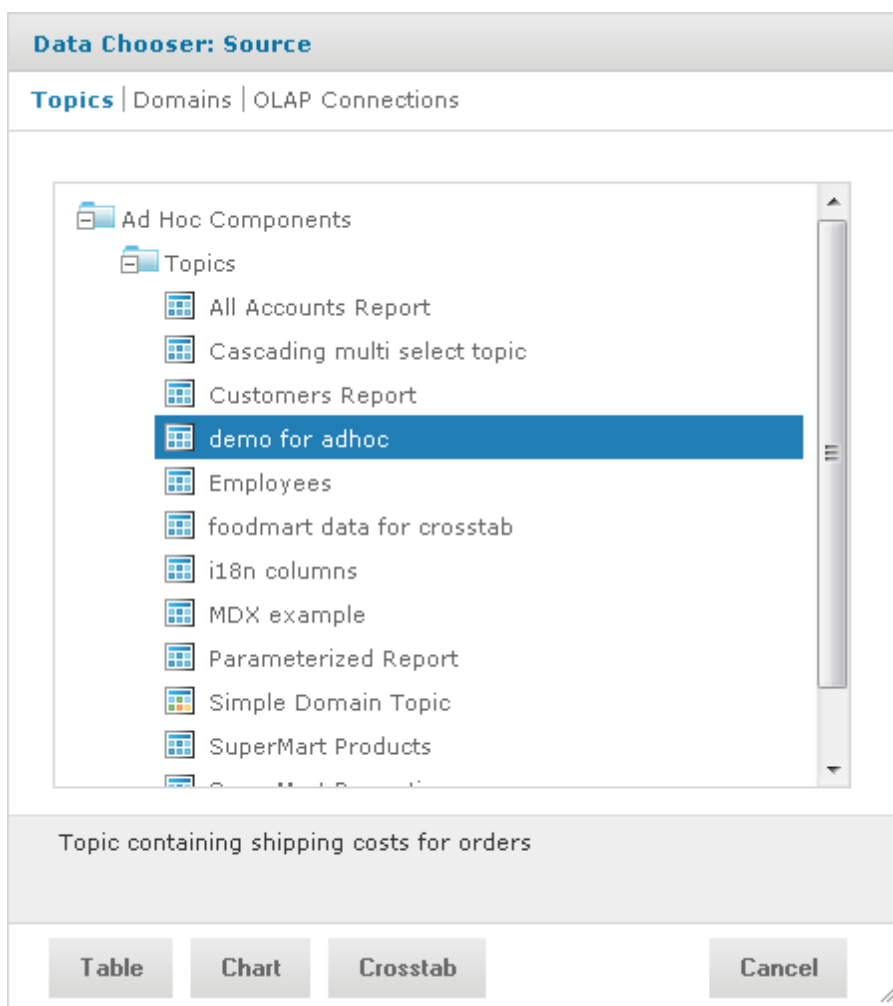 Data Chooser: Source
Topics | Domains | OLAP Connections
Ad Hoc Components
Topics
All Accounts Report
Cascading multi select topic
Customers Report
demo for adhoc
Employees
foodmart data for crosstab
i18n columns
MDX example
Parameterized Report
Simple Domain Topic
SuperMart Products
Topic containing shipping costs for orders
Table Chart Crosstab Cancel